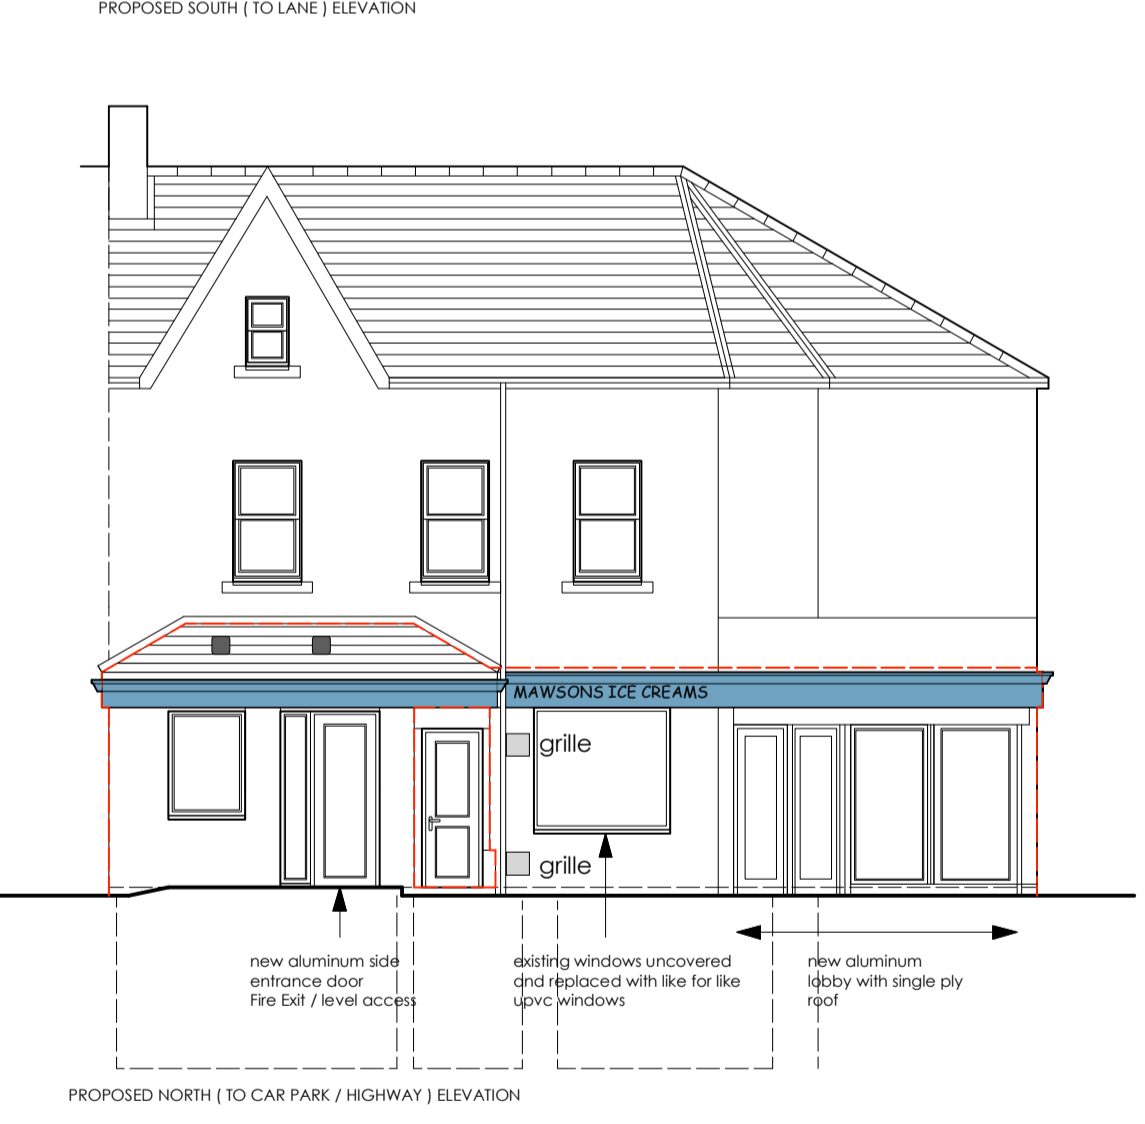 PROPOSED SOUTH ( TO LANE ) ELEVATION
MAWSONS ICE CREAMS
grille
grille
new aluminum side
entrance door
Fire Exit / level access
existing windows uncovered
and replaced with like for like
upvc windows
new aluminum
lobby with single ply
roof
PROPOSED NORTH ( TO CAR PARK / HIGHWAY ) ELEVATION